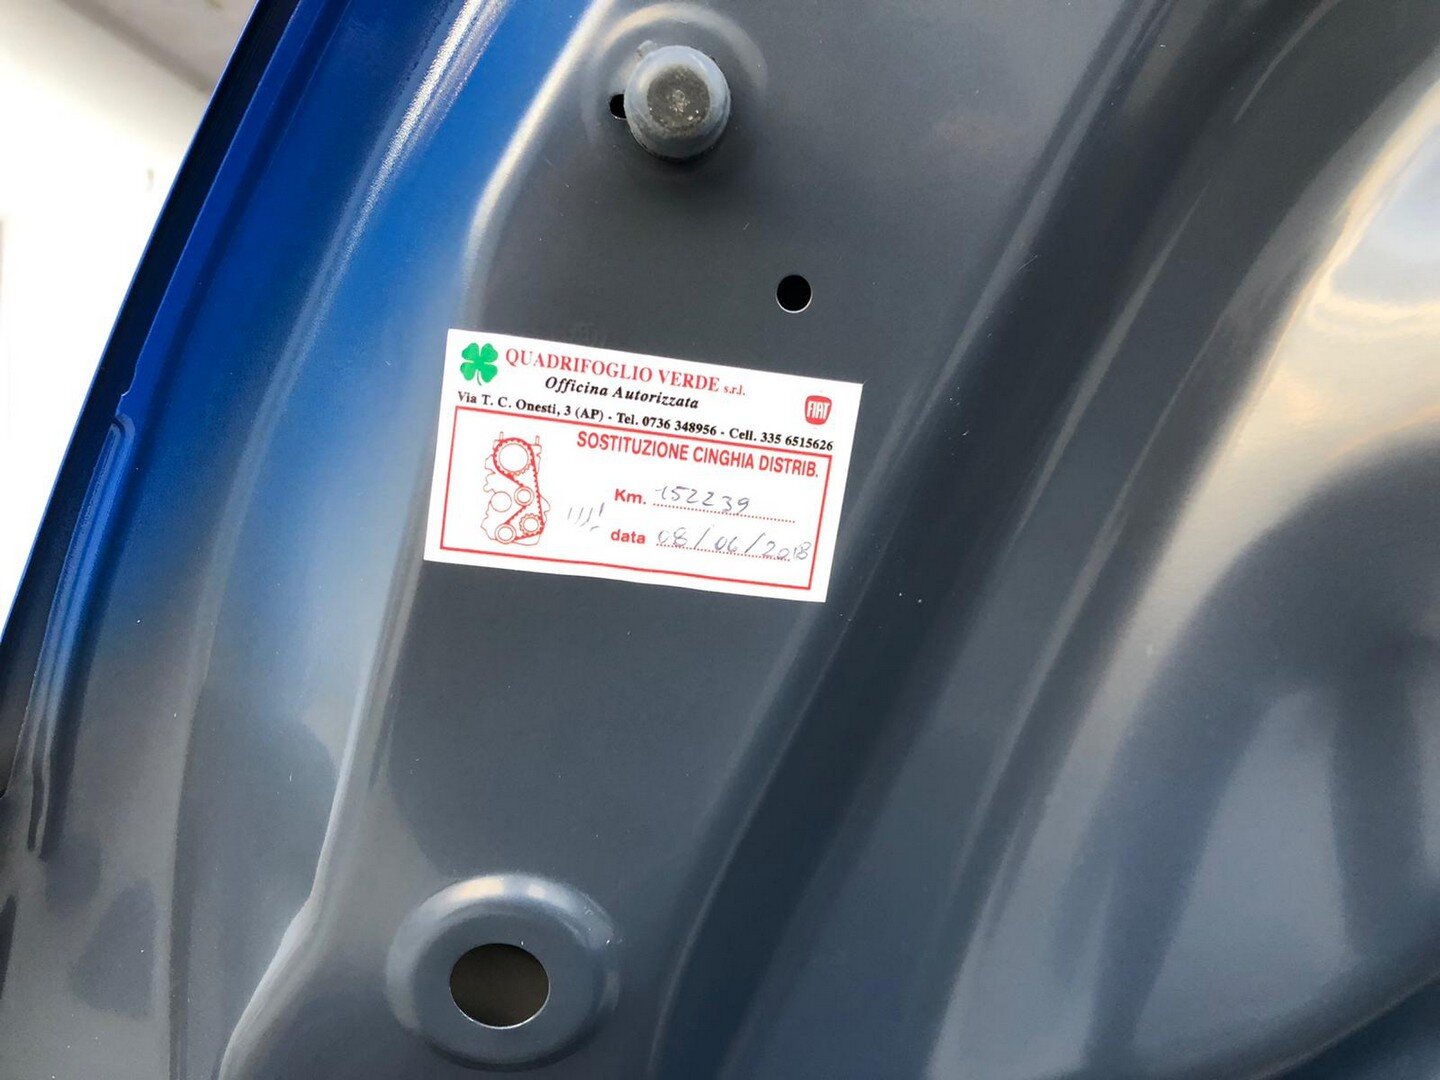 QUADRIFOGLIO VERDE s.r.l.
Officina Autorizzata
FIAT
Via T. C. Onesti, 3 (AP) - Tel. 0736 348956 - Cell. 335 6515626
SOSTITUZIONE CINGHIA DISTRIB.
Km. 152239
data 08/06/2018